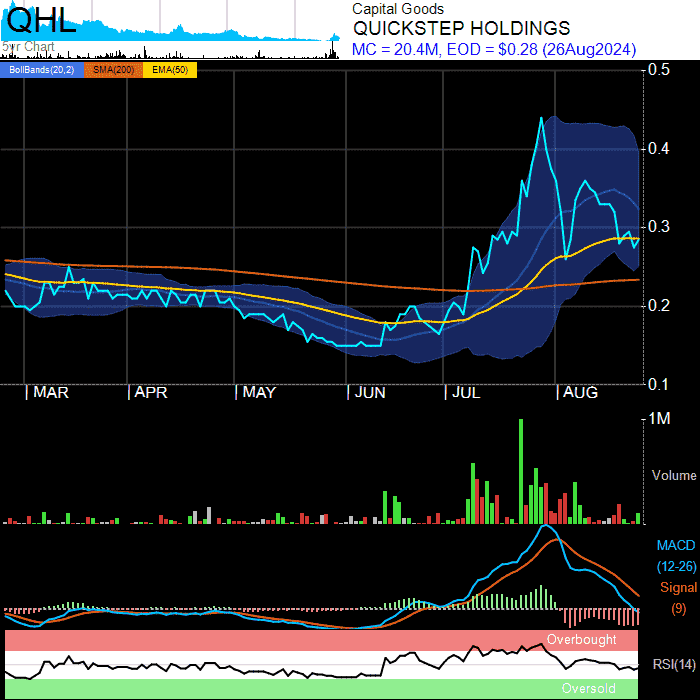 QHL
5yr Chart
Capital Goods
QUICKSTEP HOLDINGS
MC = 20.4M, EOD = $0.28 (26Aug2024)
BollBands(20,2) SMA(200) EMA(50)
0.5
0.4
0.3
0.2
0.1
MAR APR MAY JUN JUL AUG
1M
Volume
MACD
(12-26)
Signal
(9)
Overbought
RSI(14)
Oversold